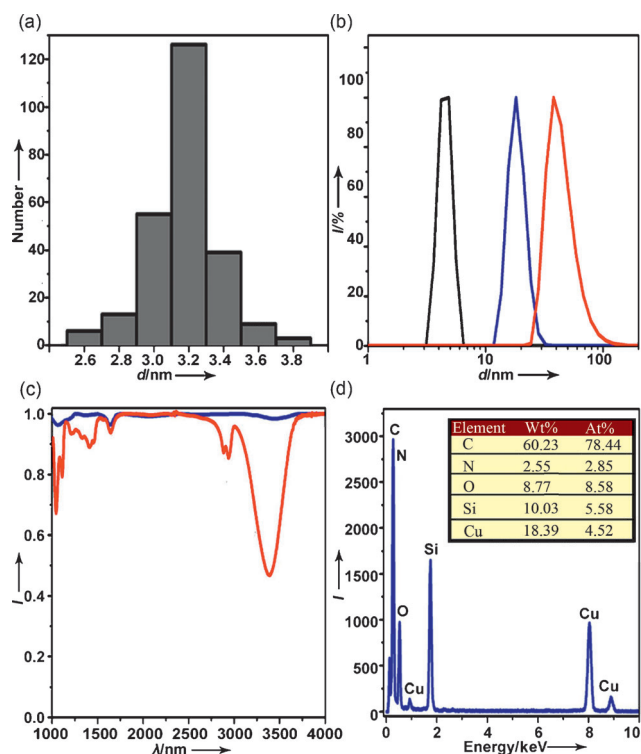 (a)
120
100
80
60
40
20
0
Number
2.6 2.8 3.0 3.2 3.4 3.6 3.8
d/nm
(b)
100
80
60
40
20
0
I/%
1 10 100
d/nm
(c)
1.0
0.8
0.6
0.4
0.2
0.0
I
1000 1500 2000 2500 3000 3500 4000
λ/nm
(d)
3000
2500
2000
1500
1000
500
0
I
C
N
O
Cu
Si
Cu
Cu
Element Wt% At%
C 60.23 78.44
N 2.55 2.85
O 8.77 8.58
Si 10.03 5.58
Cu 18.39 4.52
0 2 4 6 8 10
Energy/keV